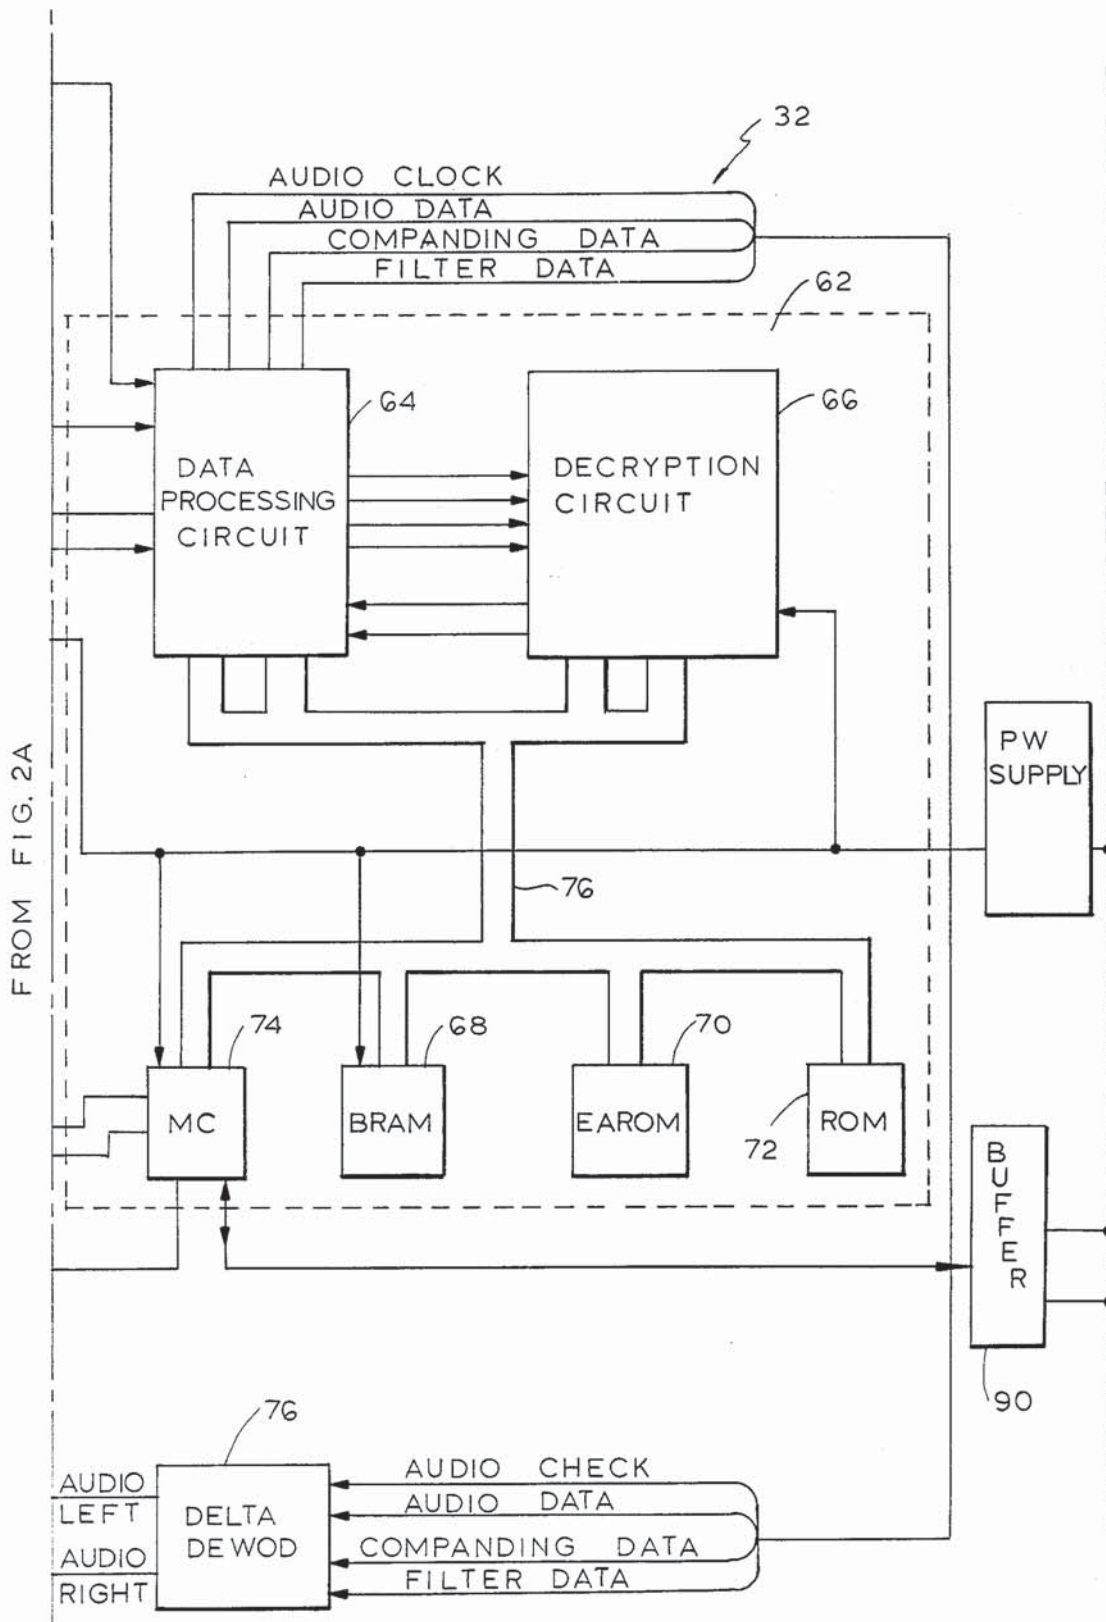 32
AUDIO CLOCK
AUDIO DATA
COMPANDING DATA
FILTER DATA
62
64
66
DATA
PROCESSING
CIRCUIT
DECRYPTION
CIRCUIT
FROM FIG. 2A
PW
SUPPLY
76
74
68
70
72
MC
BRAM
EAROM
ROM
BUFFER
90
76
AUDIO
LEFT
AUDIO
RIGHT
DELTA
DEWOD
AUDIO CHECK
AUDIO DATA
COMPANDING DATA
FILTER DATA